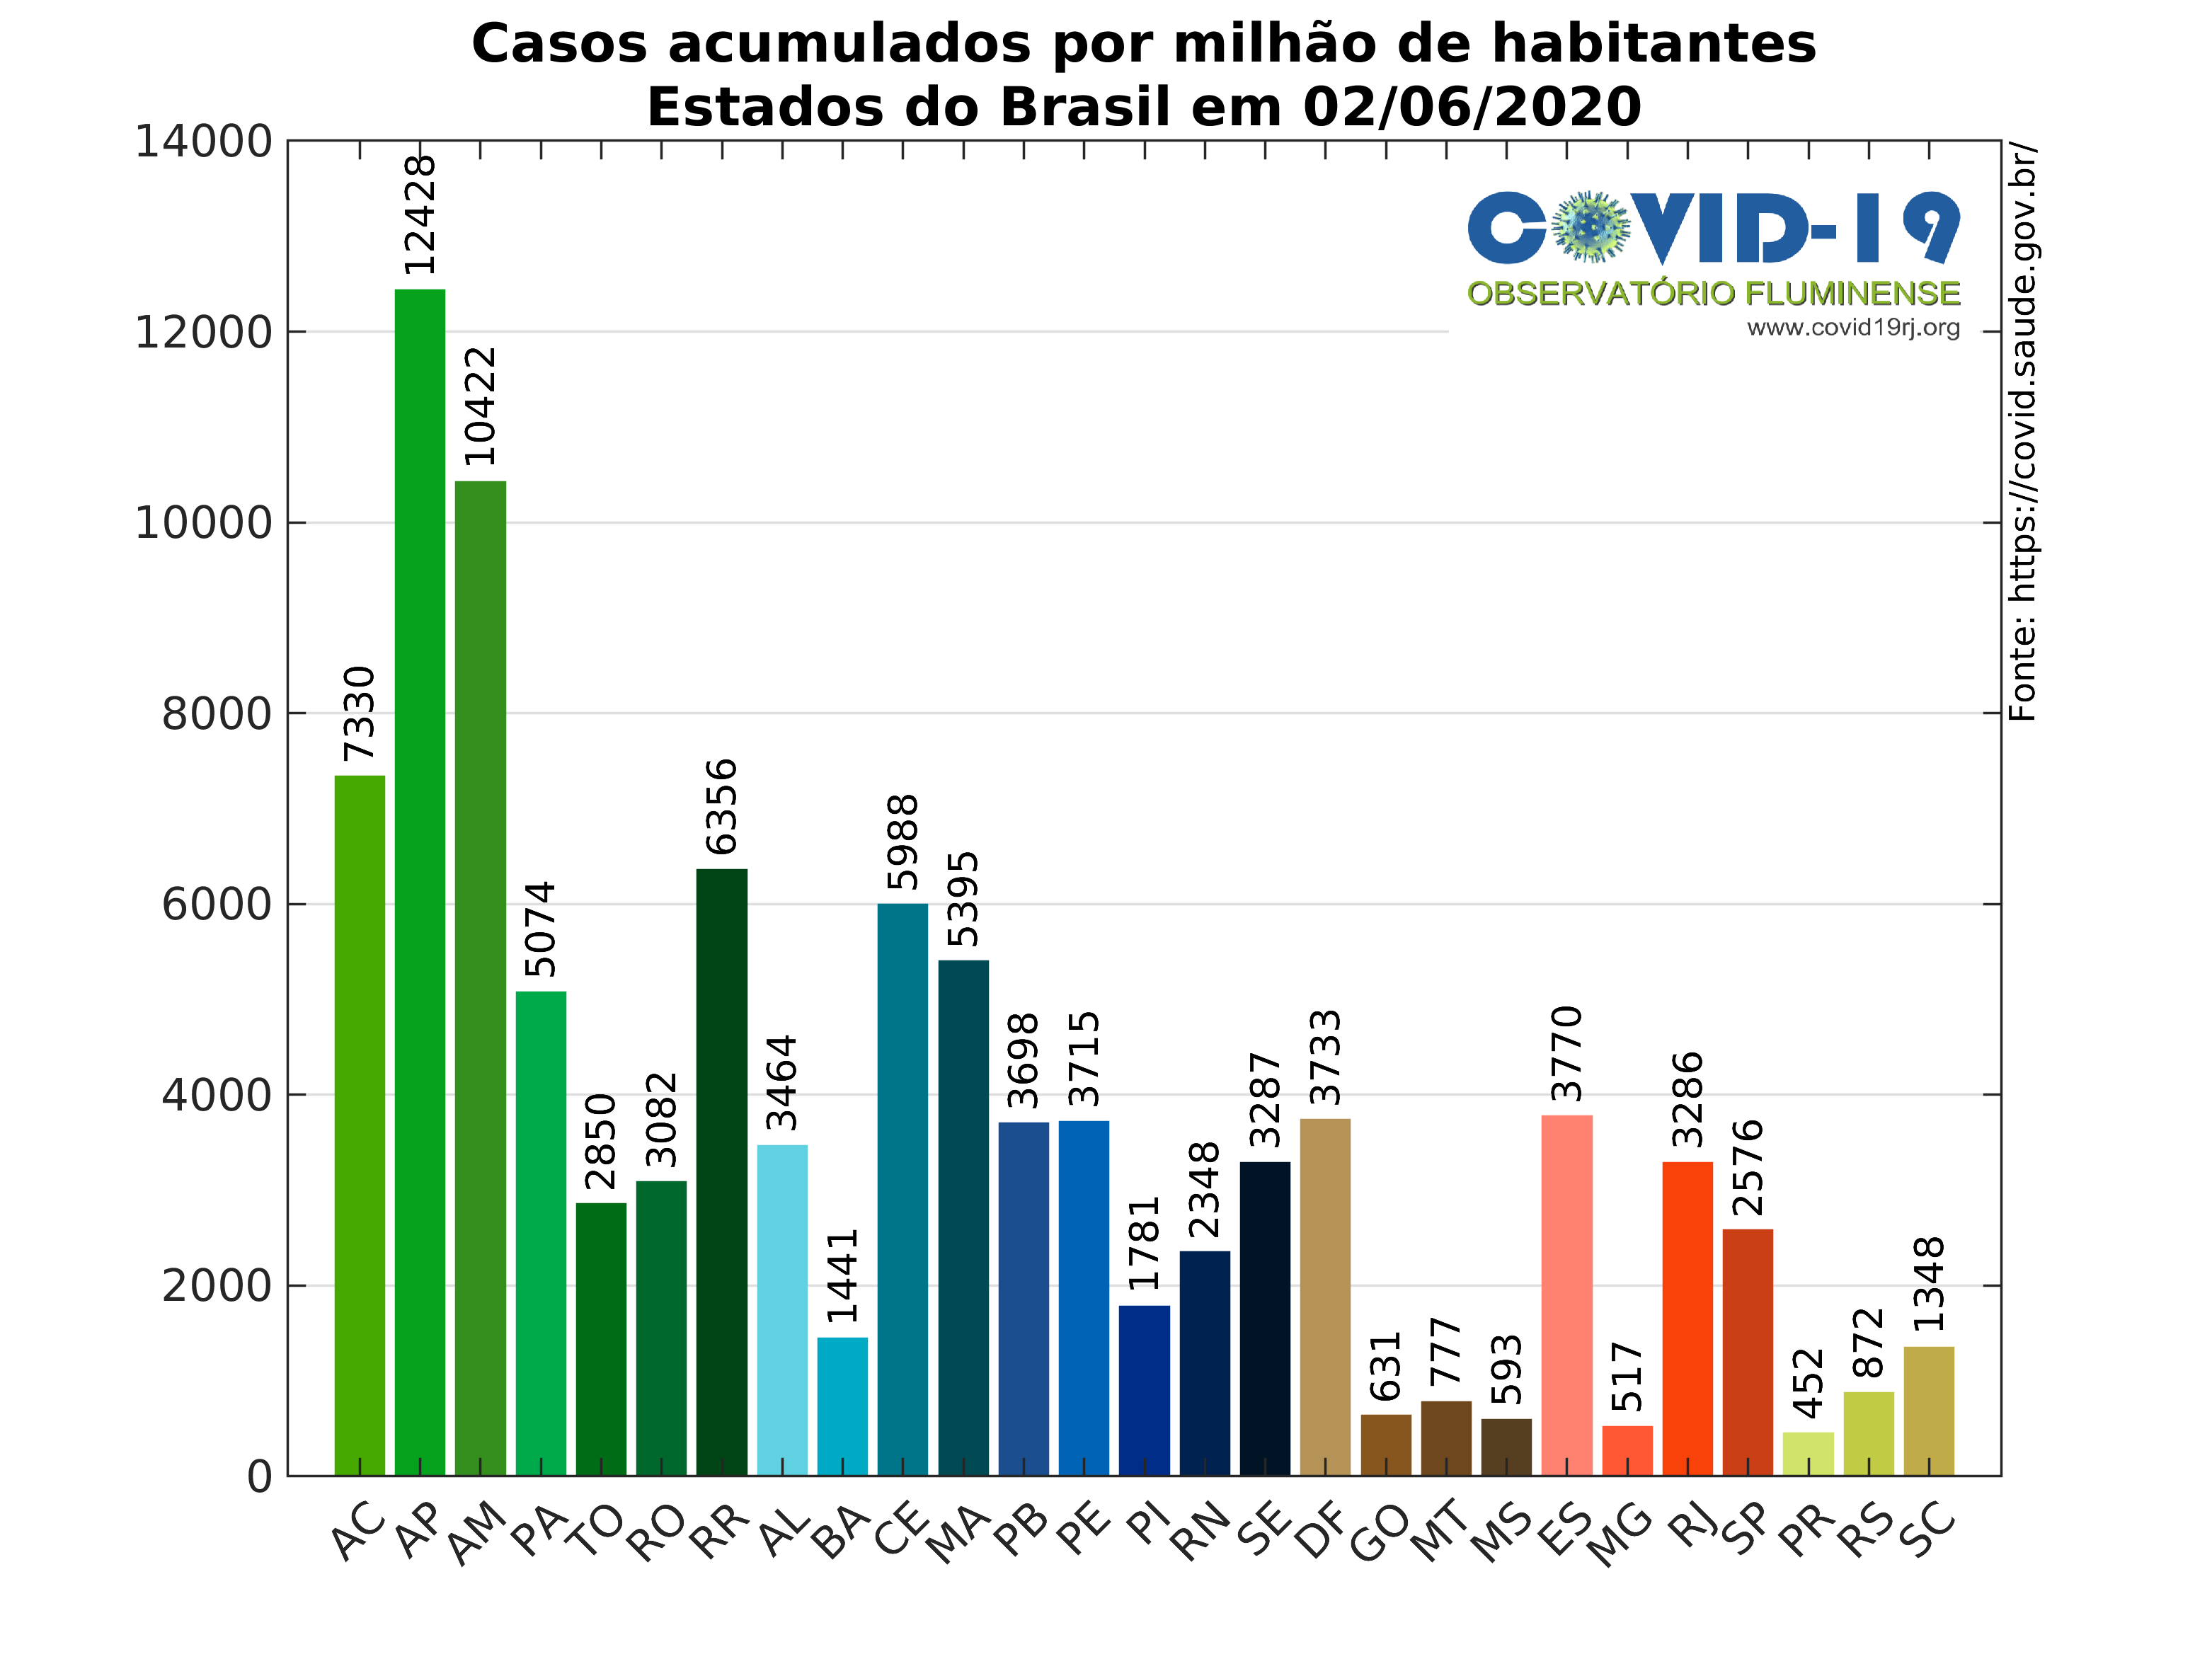 Casos acumulados por milhão de habitantes
Estados do Brasil em 02/06/2020
14000
12000
10000
8000
6000
4000
2000
0
7330
12428
10422
5074
2850
3082
6356
3464
1441
5988
5395
3698
3715
1781
2348
3287
3733
631
777
593
3770
517
3286
2576
452
872
1348
COVID-19
OBSERVATÓRIO FLUMINENSE
www.covid19rj.org
Fonte: https://covid.saude.gov.br/
AC
AP
AM
PA
TO
RO
RR
AL
BA
CE
MA
PB
PE
PI
RN
SE
DF
GO
MT
MS
ES
MG
RJ
SP
PR
RS
SC